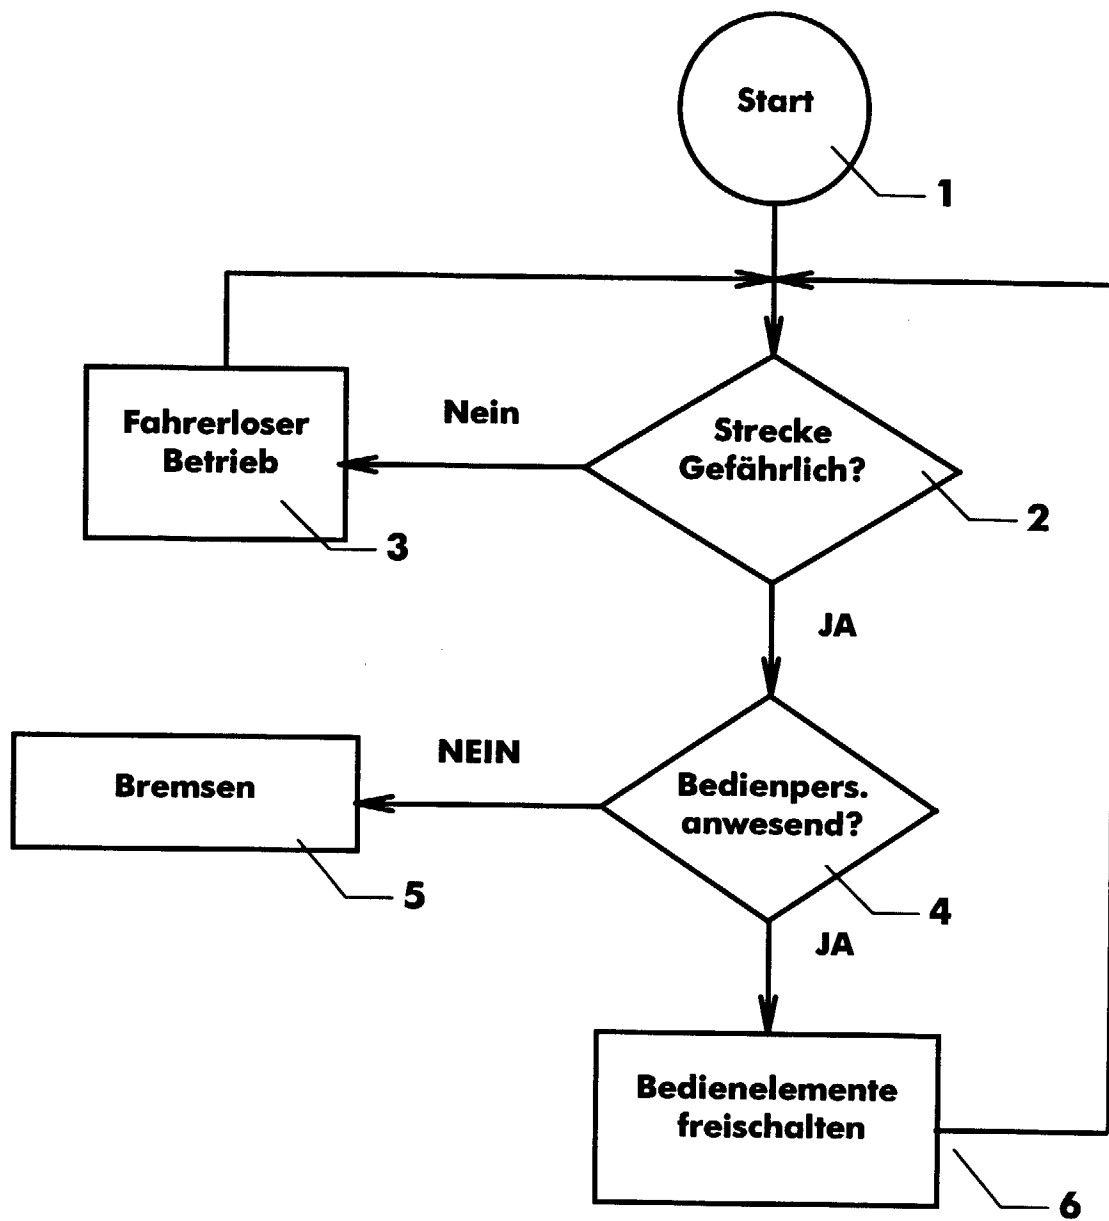 Start
1
Nein
Fahrerloser
Betrieb
3
Strecke
Gefährlich?
2
JA
NEIN
Bremsen
5
Bedienpers.
anwesend?
4
JA
Bedienelemente
freischalten
6